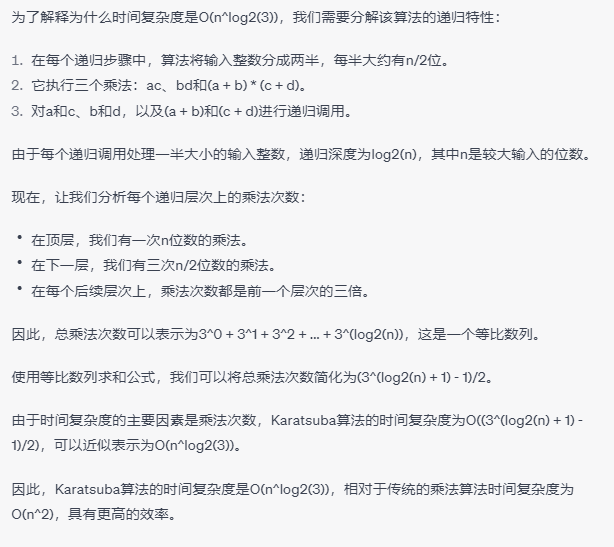 为了解释为什么时间复杂度是O(n^log2(3))，我们需要分解该算法的递归特性：
1. 在每个递归步骤中，算法将输入整数分成两半，每半大约有n/2位。
2. 它执行三个乘法：ac、bd和(a + b) * (c + d)。
3. 对a和c、b和d，以及(a + b)和(c + d)进行递归调用。
由于每个递归调用处理一半大小的输入整数，递归深度为log2(n)，其中n是较大输入的位数。
现在，让我们分析每个递归层次上的乘法次数：
• 在顶层，我们有一次n位数的乘法。
• 在下一层，我们有三次n/2位数的乘法。
• 在每个后续层次上，乘法次数都是前一个层次的三倍。
因此，总乘法次数可以表示为3^0 + 3^1 + 3^2 + ... + 3^(log2(n))，这是一个等比数列。
使用等比数列求和公式，我们可以将总乘法次数简化为(3^(log2(n) + 1) - 1)/2。
由于时间复杂度的主要因素是乘法次数，Karatsuba算法的时间复杂度为O((3^(log2(n) + 1) -
1)/2)，可以近似表示为O(n^log2(3))。
因此，Karatsuba算法的时间复杂度是O(n^log2(3))，相对于传统的乘法算法时间复杂度为
O(n^2)，具有更高的效率。